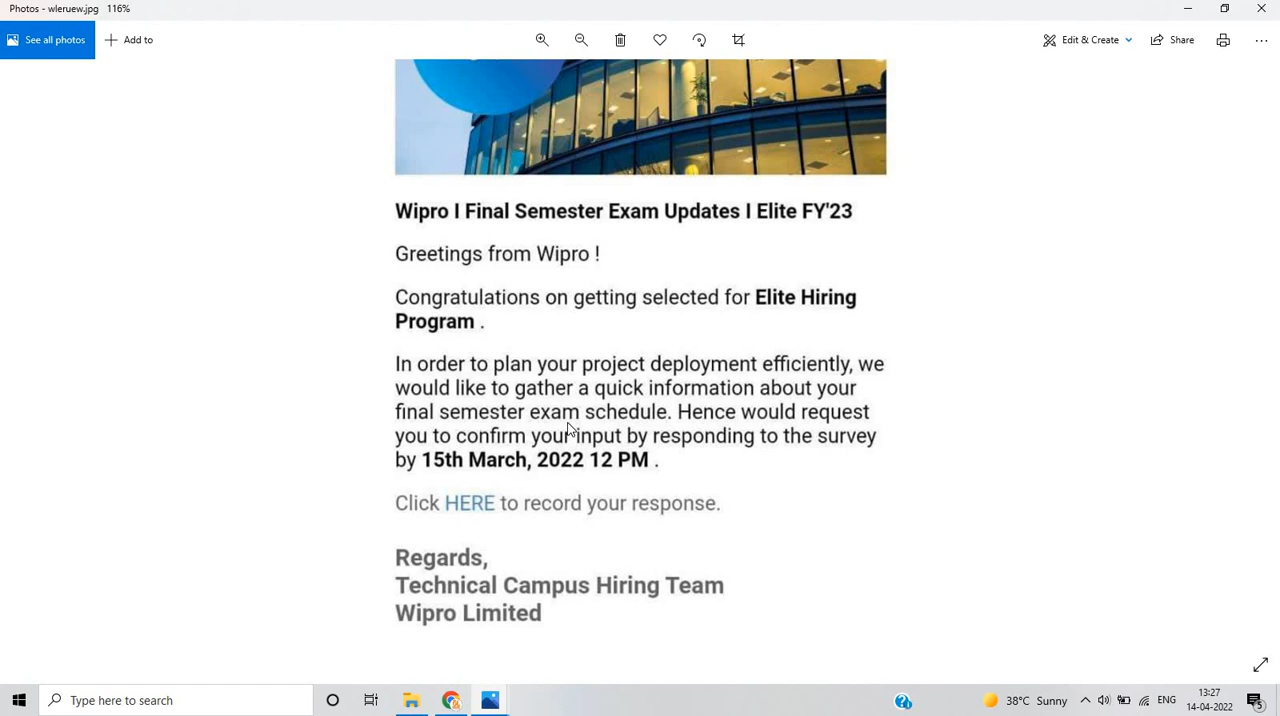 Photos - wleruew.jpg 116%
See all photos
Add to
Edit & Create
Share
Wipro I Final Semester Exam Updates I Elite FY'23
Greetings from Wipro !
Congratulations on getting selected for Elite Hiring
Program .
In order to plan your project deployment efficiently, we
would like to gather a quick information about your
final semester exam schedule. Hence would request
you to confirm your input by responding to the survey
by 15th March, 2022 12 PM .
Click HERE to record your response.
Regards,
Technical Campus Hiring Team
Wipro Limited
Type here to search
38°C Sunny
ENG
13:27
14-04-2022
5